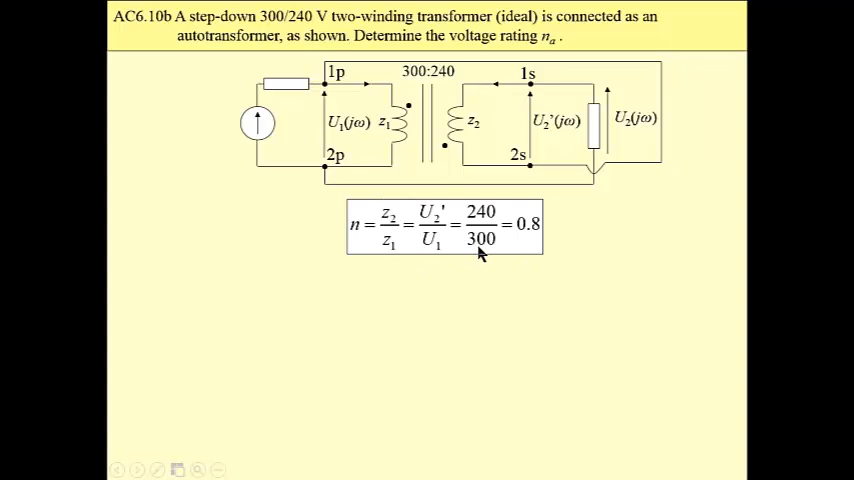 AC6.10b A step-down 300/240 V two-winding transformer (ideal) is connected as an
autotransformer, as shown. Determine the voltage rating nₐ .
1p 300:240 1s
U₁(jω) z₁ z₂ U₂’(jω) U₂(jω)
2p 2s
n = z₂/z₁ = U₂'/U₁ = 240/300 = 0.8